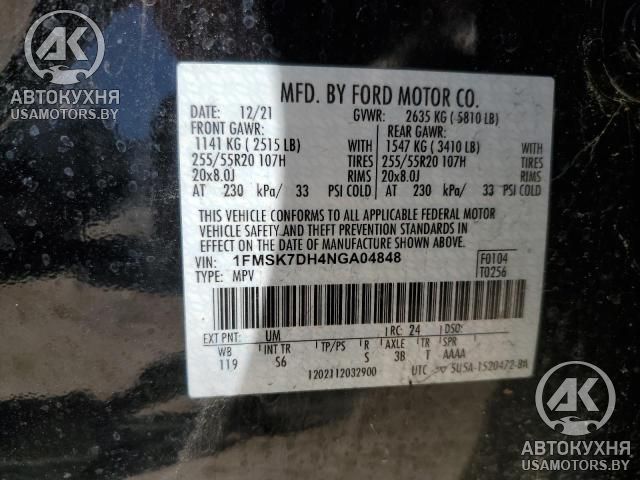 АК
АВТОКУХНЯ
USAMOTORS.BY
MFD. BY FORD MOTOR CO.
DATE: 12/21 GVWR: 2635 KG ( 5810 LB)
FRONT GAWR: REAR GAWR:
1141 KG ( 2515 LB) WITH 1547 KG ( 3410 LB) WITH
255/55R20 107H TIRES 255/55R20 107H TIRES
20x8.0J RIMS 20x8.0J RIMS
AT 230 kPa/ 33 PSI COLD AT 230 kPa/ 33 PSI COLD
THIS VEHICLE CONFORMS TO ALL APPLICABLE FEDERAL MOTOR
VEHICLE SAFETY AND THEFT PREVENTION STANDARDS
IN EFFECT ON THE DATE OF MANUFACTURE SHOWN ABOVE.
VIN: 1FMSK7DH4NGA04848 F0104
TYPE: MPV T0256
EXT PNT: UM RC: 24 DSO:
WB INT TR TP/PS R AXLE TR SPR
119 S6 S 3B T AAAA
1202112032900 UTC 5U5A-1520472-BA
АК
АВТОКУХНЯ
USAMOTORS.BY